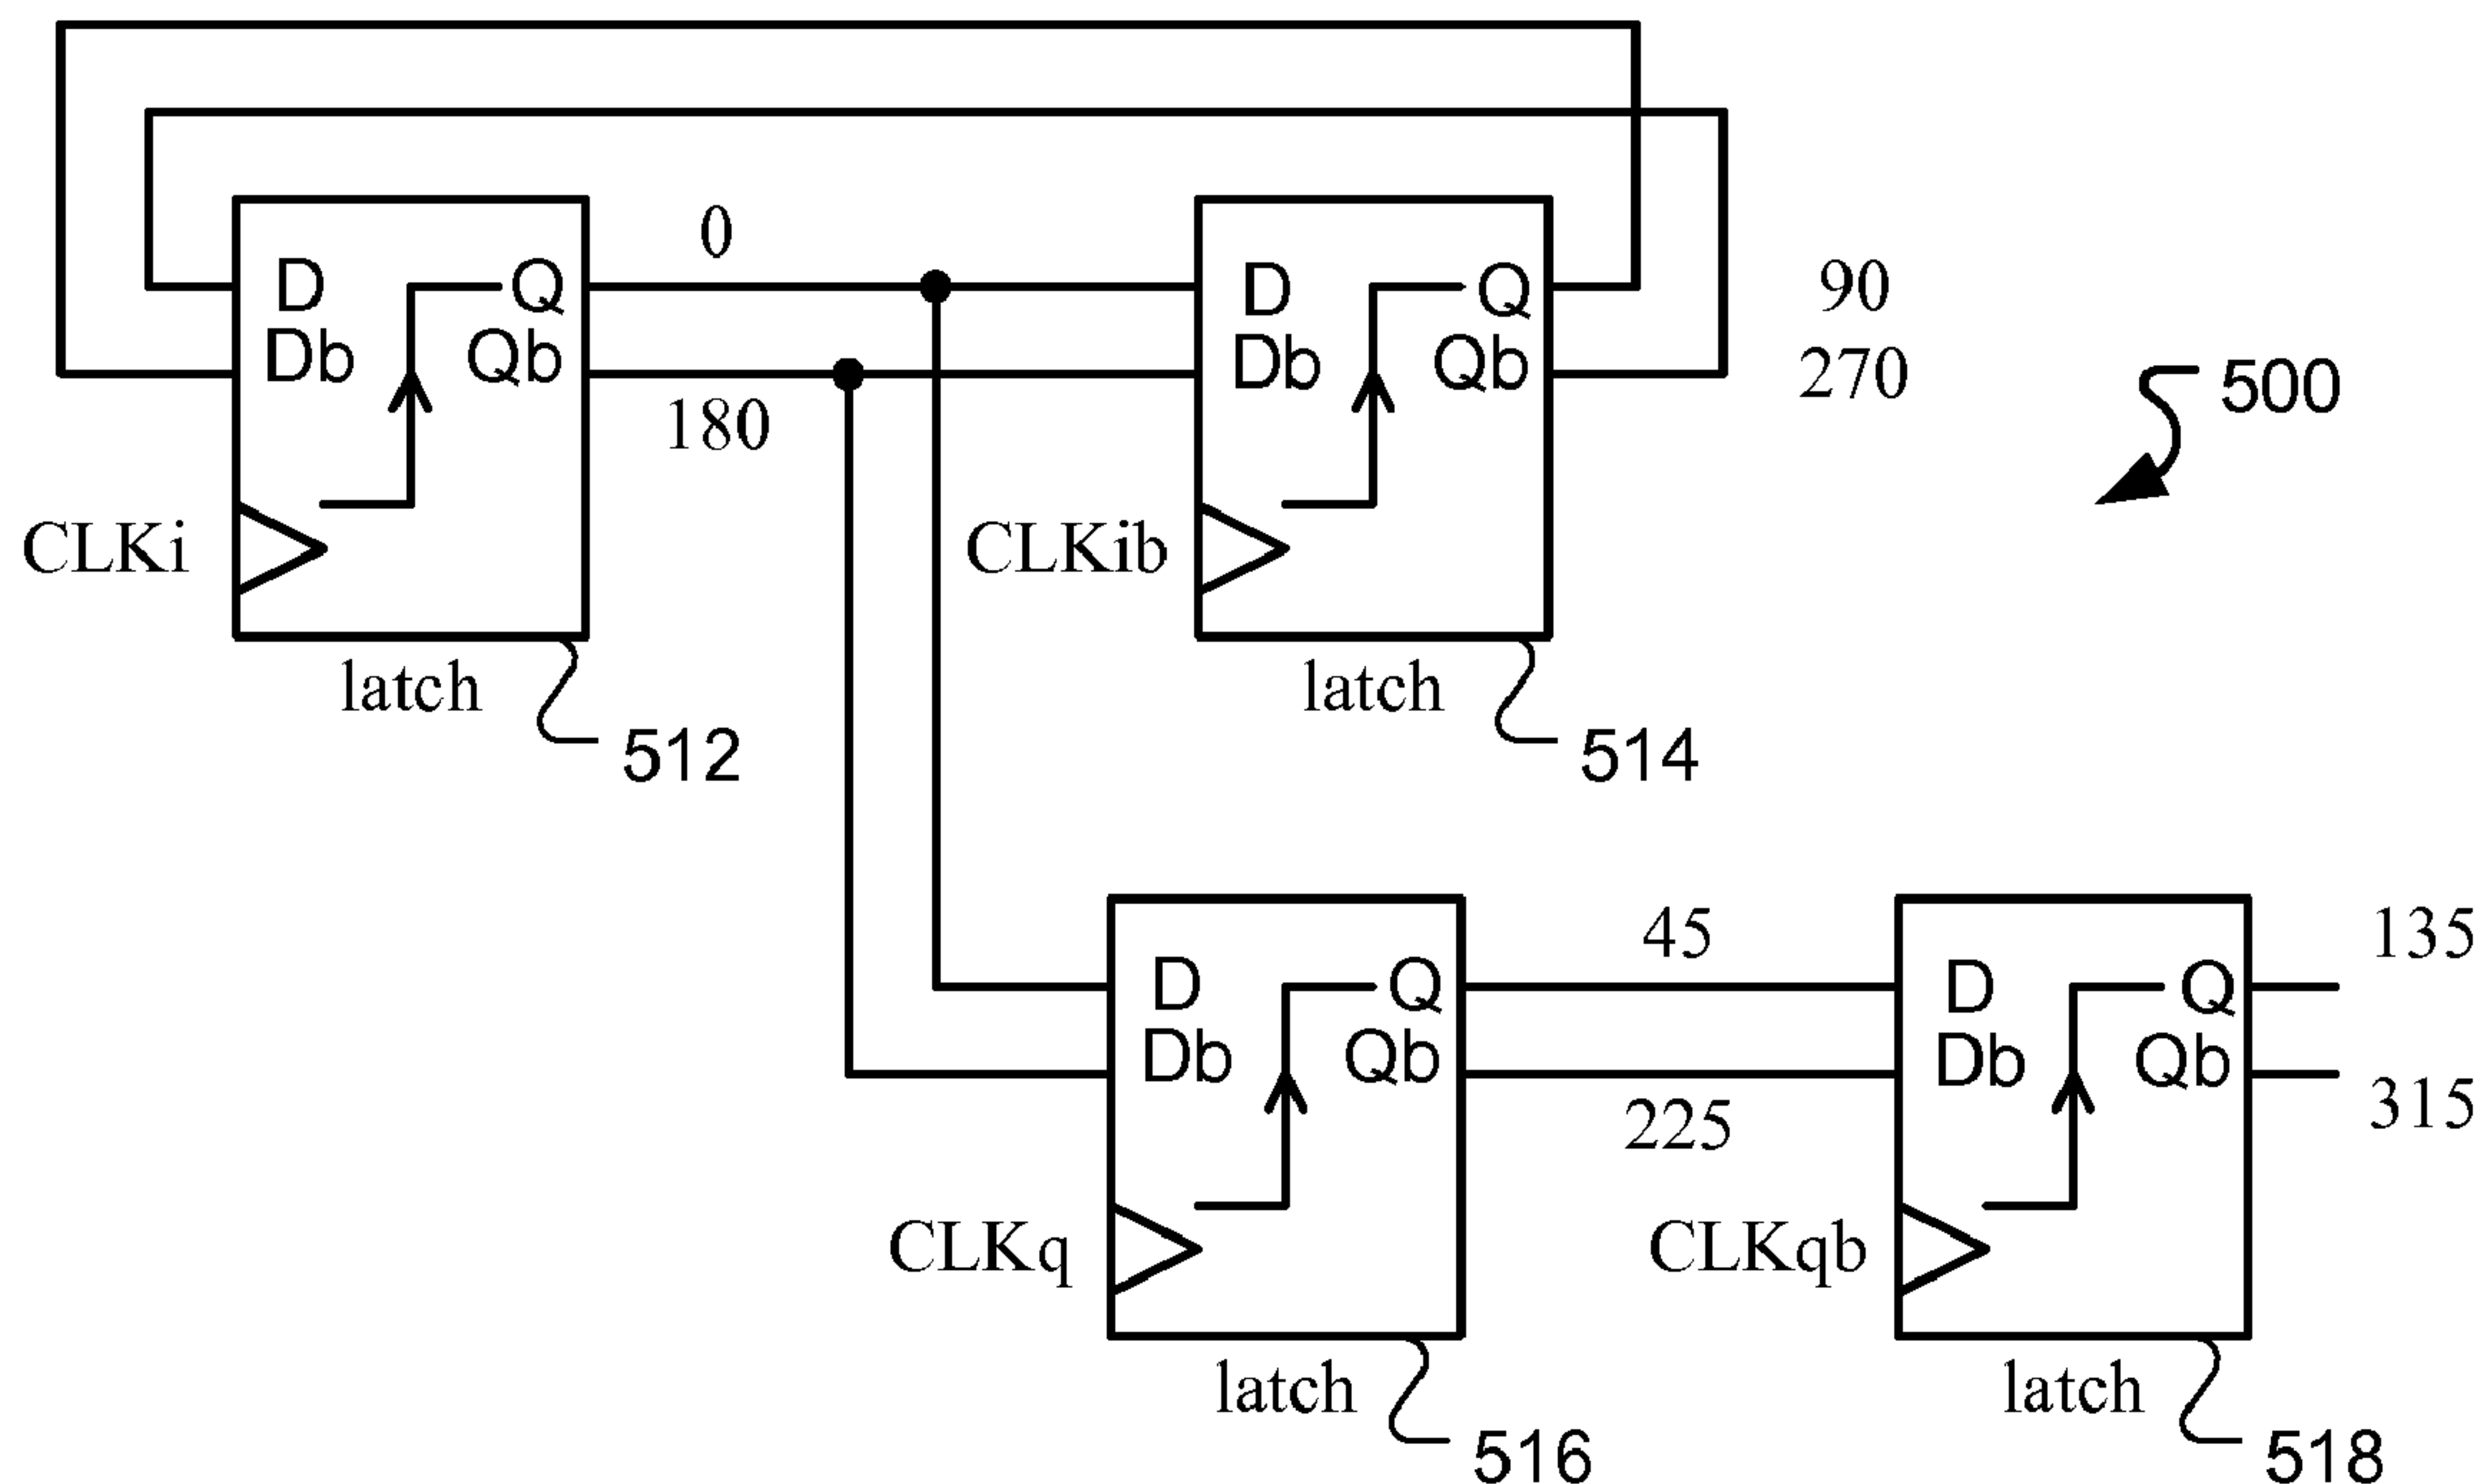 0
D Q
Db Qb
180
CLKi
latch
512
D Q
Db Qb
90
270
CLKib
latch
514
500
D Q
Db Qb
45
225
CLKq
latch
516
D Q
Db Qb
135
315
CLKqb
latch
518